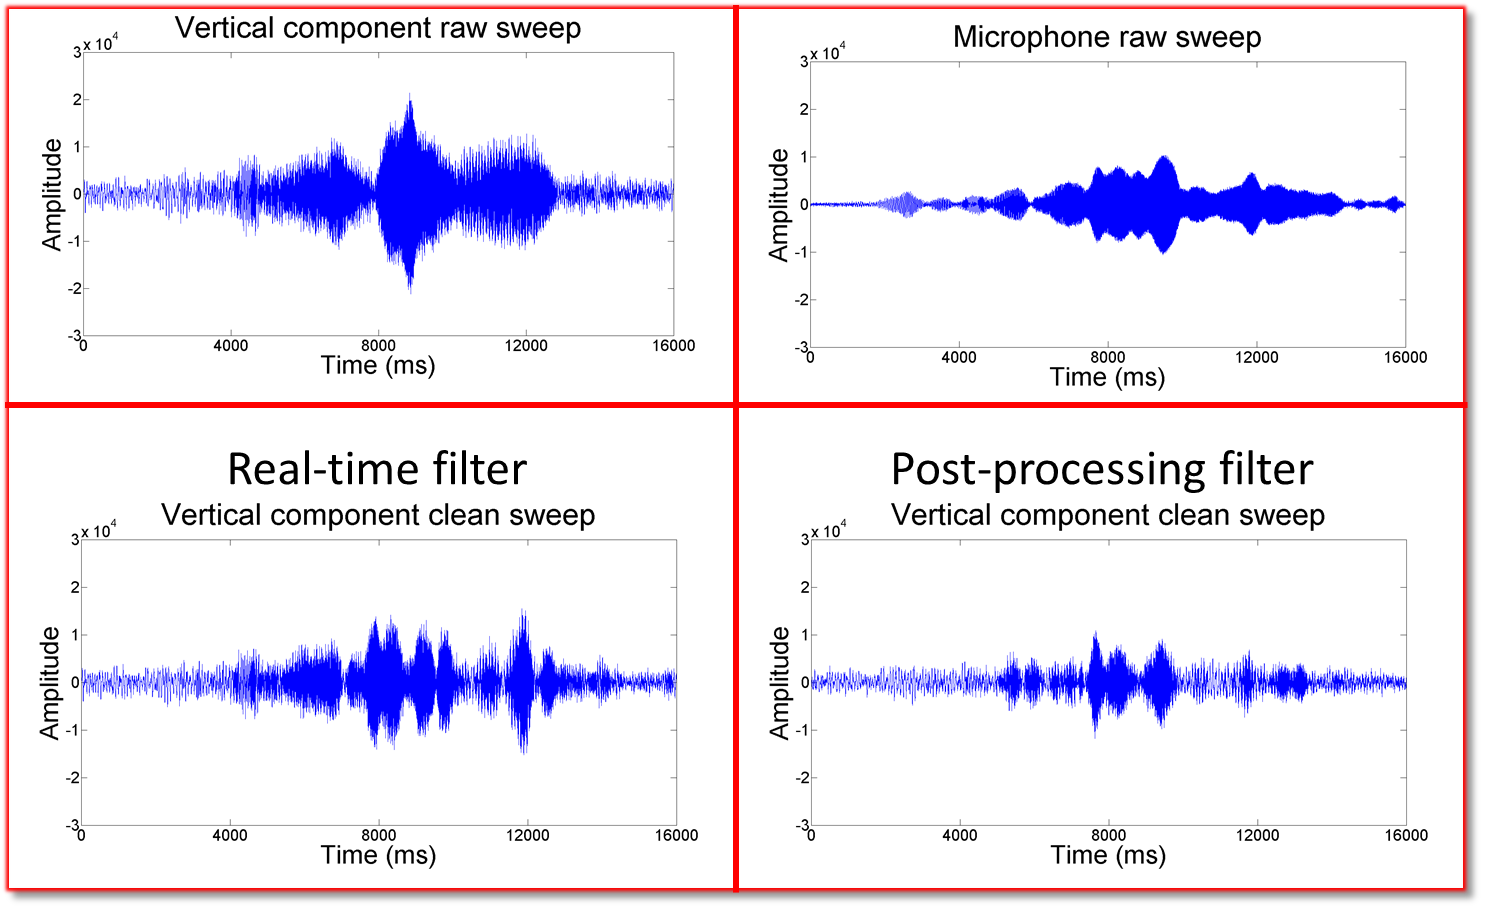 Vertical component raw sweep
3 x 10^4
2
1
0
-1
-2
-3
Amplitude
0 4000 8000 12000 16000
Time (ms)
Microphone raw sweep
3 x 10^4
2
1
0
-1
-2
-3
Amplitude
0 4000 8000 12000 16000
Time (ms)
Real-time filter
Vertical component clean sweep
3 x 10^4
2
1
0
-1
-2
-3
Amplitude
0 4000 8000 12000 16000
Time (ms)
Post-processing filter
Vertical component clean sweep
3 x 10^4
2
1
0
-1
-2
-3
Amplitude
0 4000 8000 12000 16000
Time (ms)